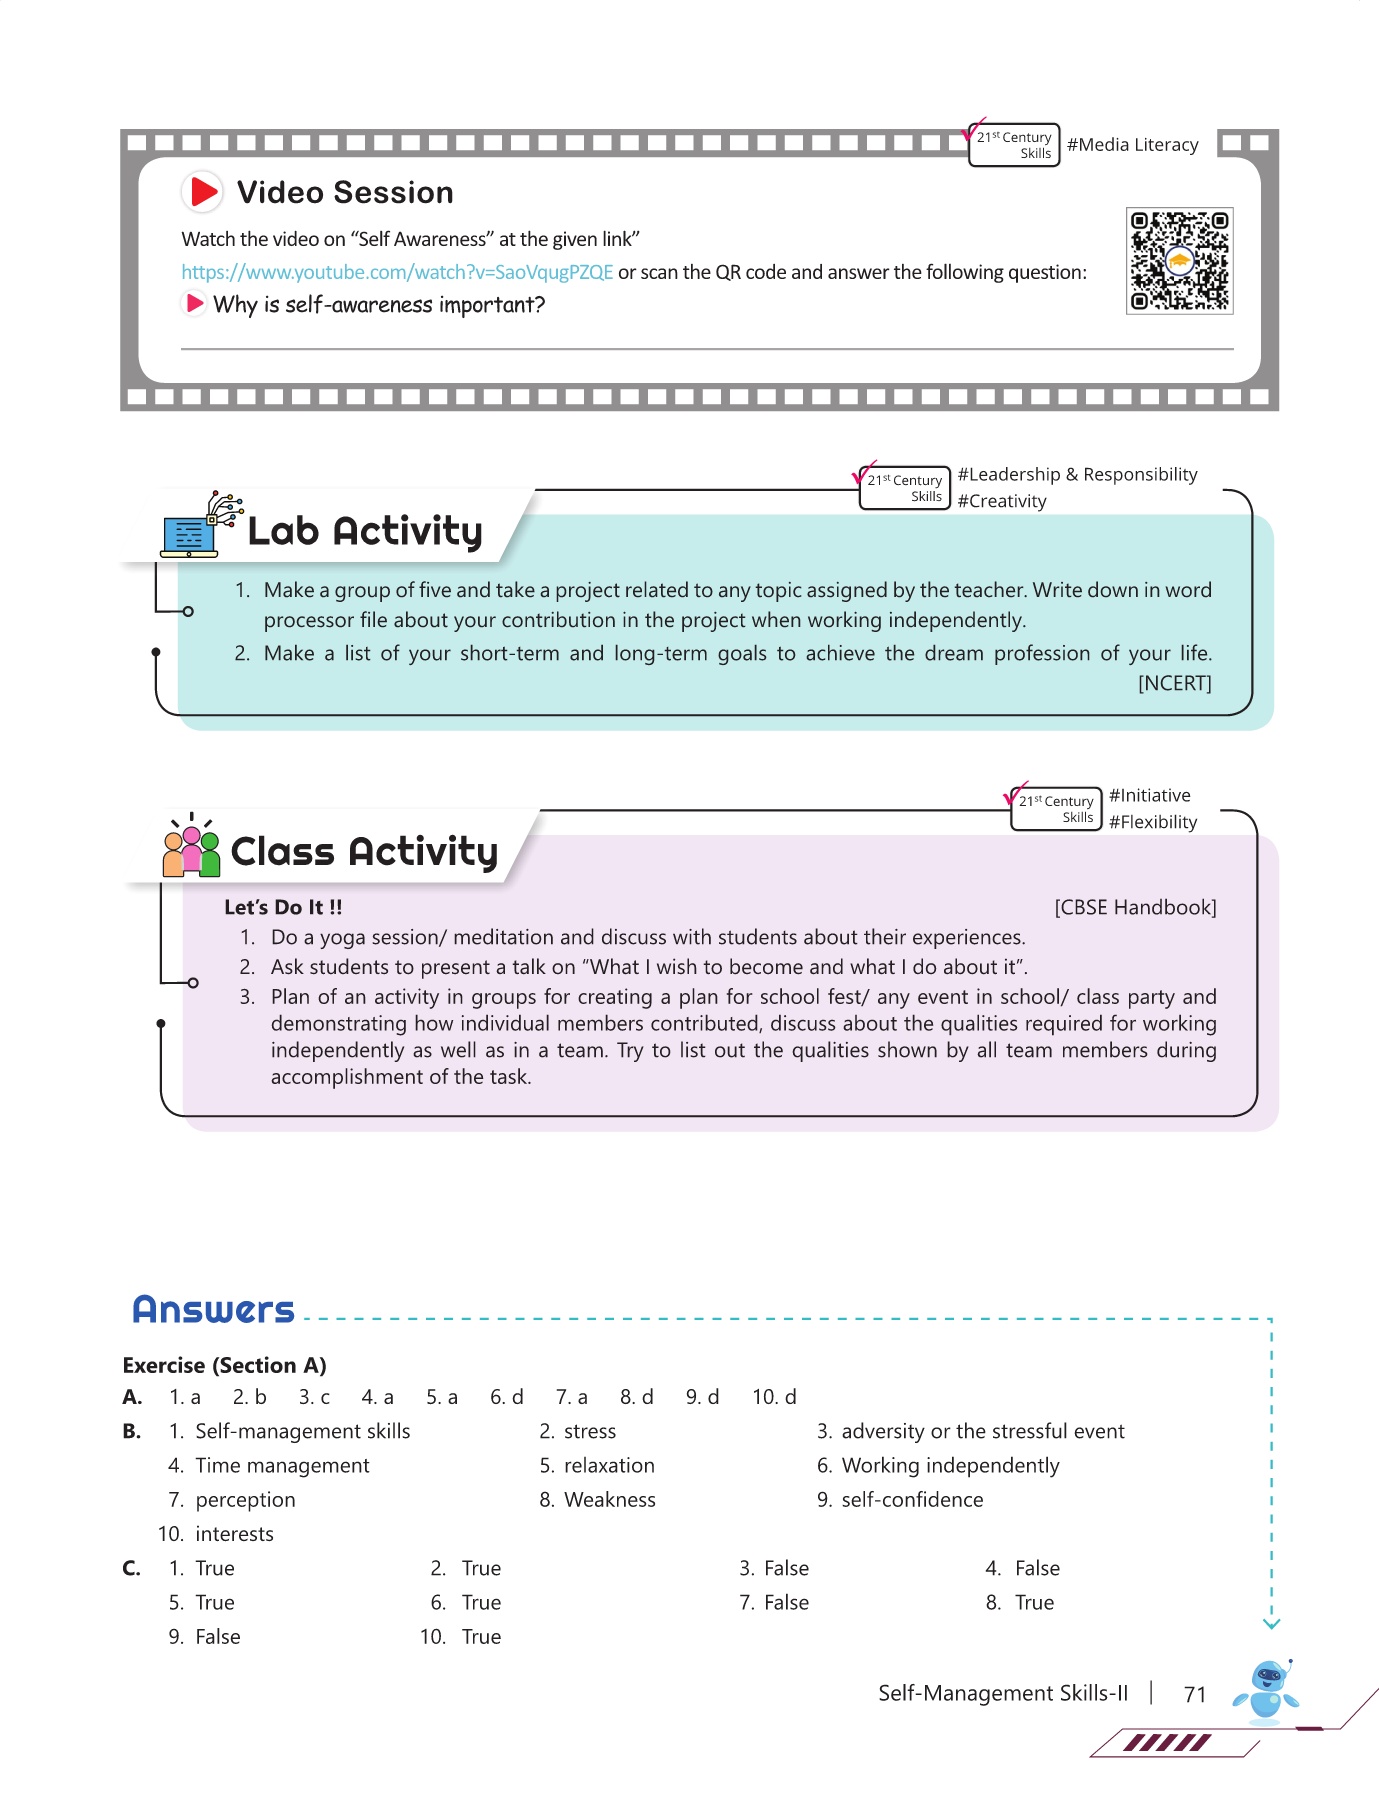 21st Century
Skills
#Media Literacy
Video Session
Watch the video on “Self Awareness” at the given link”
https://www.youtube.com/watch?v=SaoVqugPZQE or scan the QR code and answer the following question:
Why is self-awareness important?
21st Century
Skills
#Leadership & Responsibility
#Creativity
Lab Activity
1. Make a group of five and take a project related to any topic assigned by the teacher. Write down in word
processor file about your contribution in the project when working independently.
2. Make a list of your short-term and long-term goals to achieve the dream profession of your life.
[NCERT]
21st Century
Skills
#Initiative
#Flexibility
Class Activity
Let’s Do It !! [CBSE Handbook]
1. Do a yoga session/ meditation and discuss with students about their experiences.
2. Ask students to present a talk on “What I wish to become and what I do about it”.
3. Plan of an activity in groups for creating a plan for school fest/ any event in school/ class party and
demonstrating how individual members contributed, discuss about the qualities required for working
independently as well as in a team. Try to list out the qualities shown by all team members during
accomplishment of the task.
Answers
Exercise (Section A)
A. 1. a 2. b 3. c 4. a 5. a 6. d 7. a 8. d 9. d 10. d
B. 1. Self-management skills 2. stress 3. adversity or the stressful event
4. Time management 5. relaxation 6. Working independently
7. perception 8. Weakness 9. self-confidence
10. interests
C. 1. True 2. True 3. False 4. False
5. True 6. True 7. False 8. True
9. False 10. True
Self-Management Skills-II 71